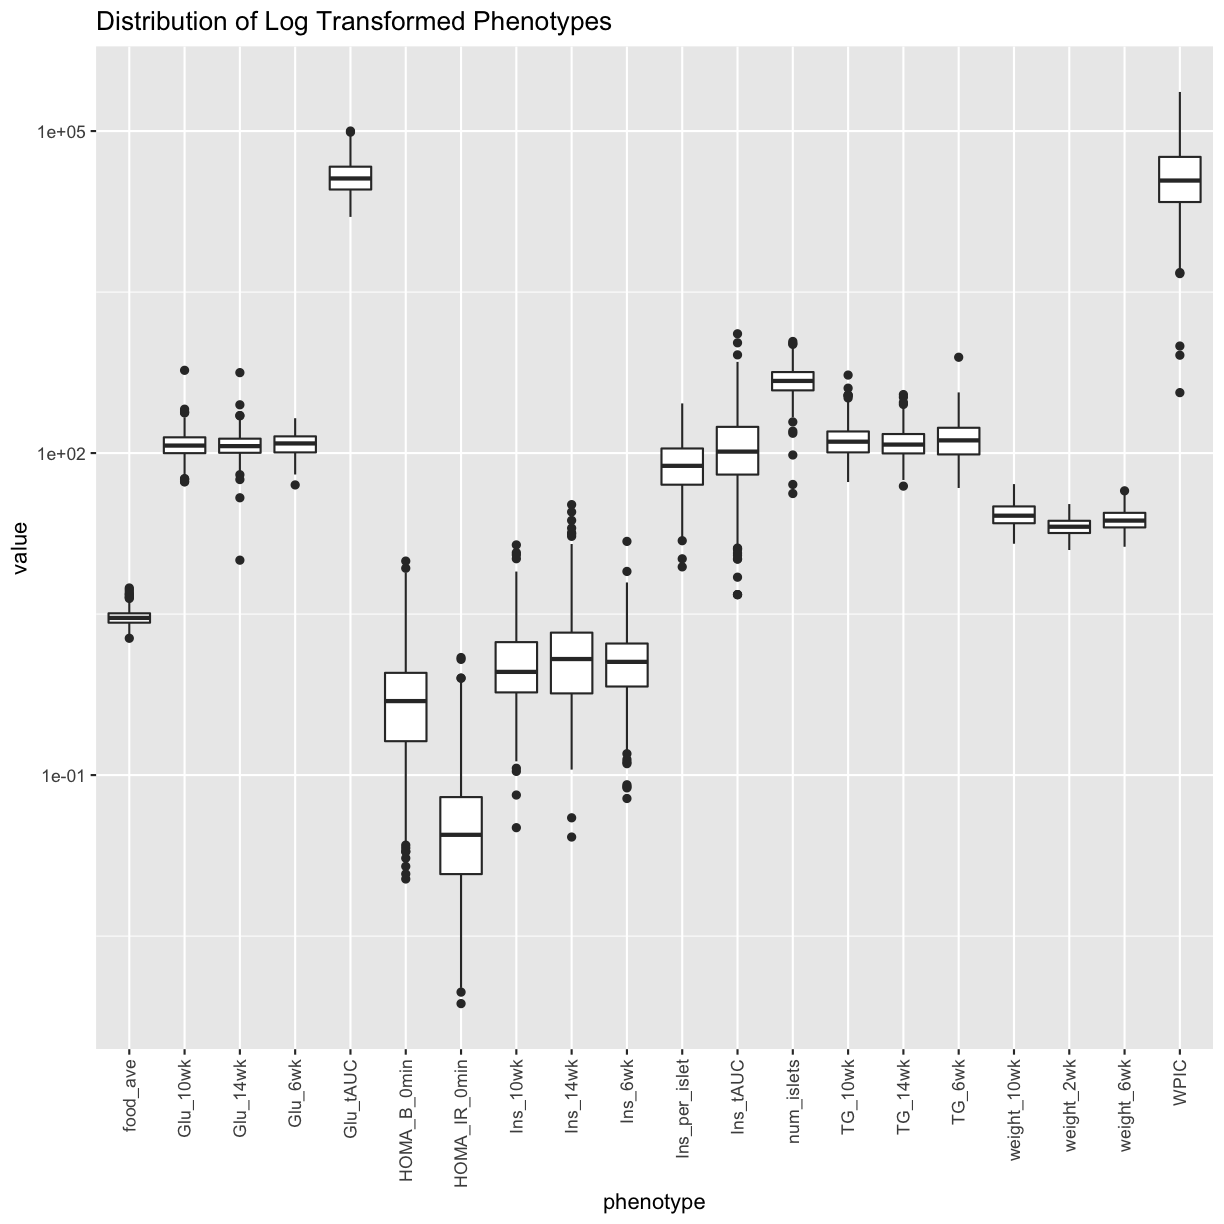 Distribution of Log Transformed Phenotypes
value
1e+05
1e+02
1e-01
food_ave
Glu_10wk
Glu_14wk
Glu_6wk
Glu_tAUC
HOMA_B_0min
HOMA_IR_0min
Ins_10wk
Ins_14wk
Ins_6wk
Ins_per_islet
Ins_tAUC
num_islets
TG_10wk
TG_14wk
TG_6wk
weight_10wk
weight_2wk
weight_6wk
WPIC
phenotype